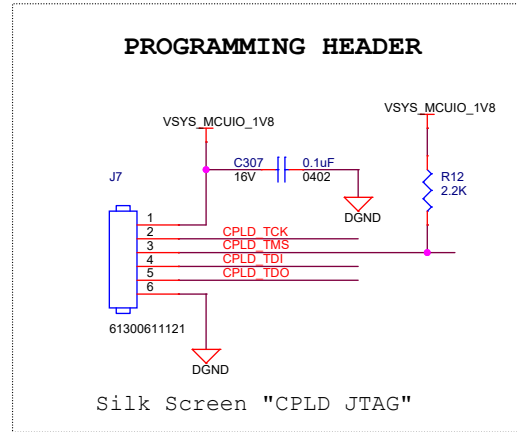 PROGRAMMING HEADER
VSYS_MCUIO_1V8
VSYS_MCUIO_1V8
C307
0.1uF
16V
0402
R12
2.2K
J7
DGND
1
2
CPLD_TCK
3
CPLD_TMS
4
CPLD_TDI
5
CPLD_TDO
6
61300611121
DGND
Silk Screen "CPLD JTAG"